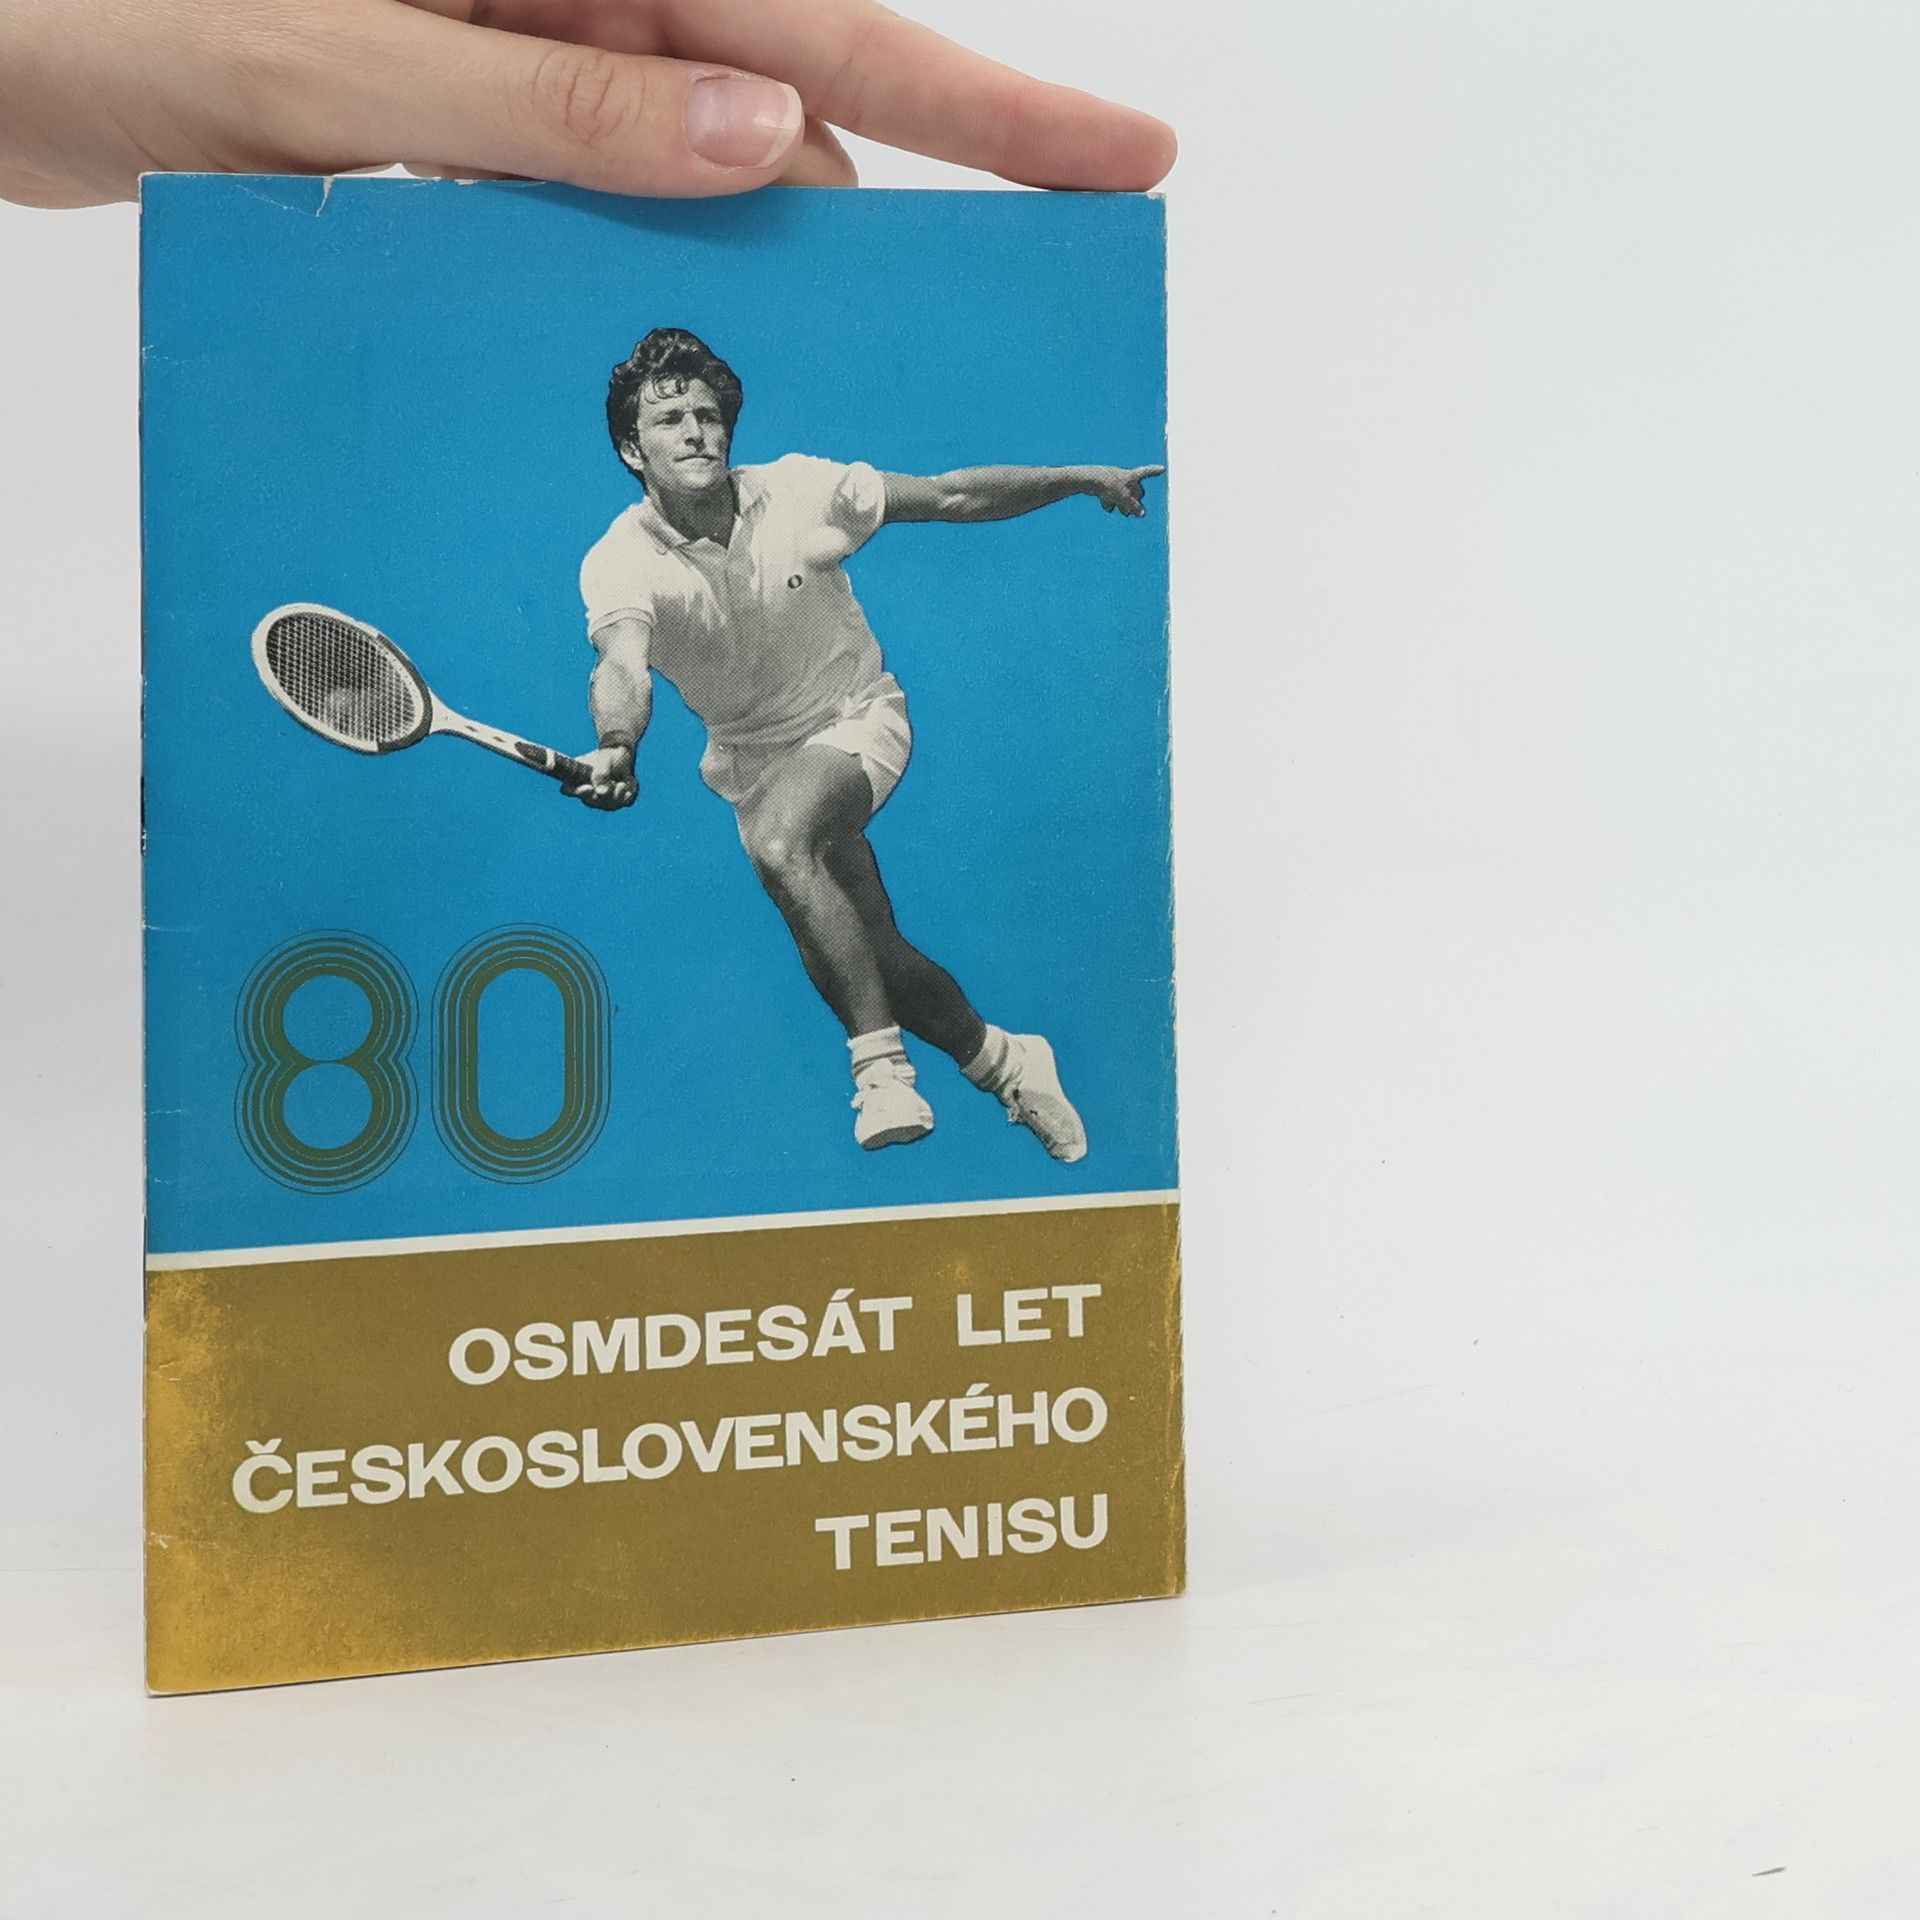 80
OSMDESÁT LET
ČESKOSLOVENSKÉHO
TENISU